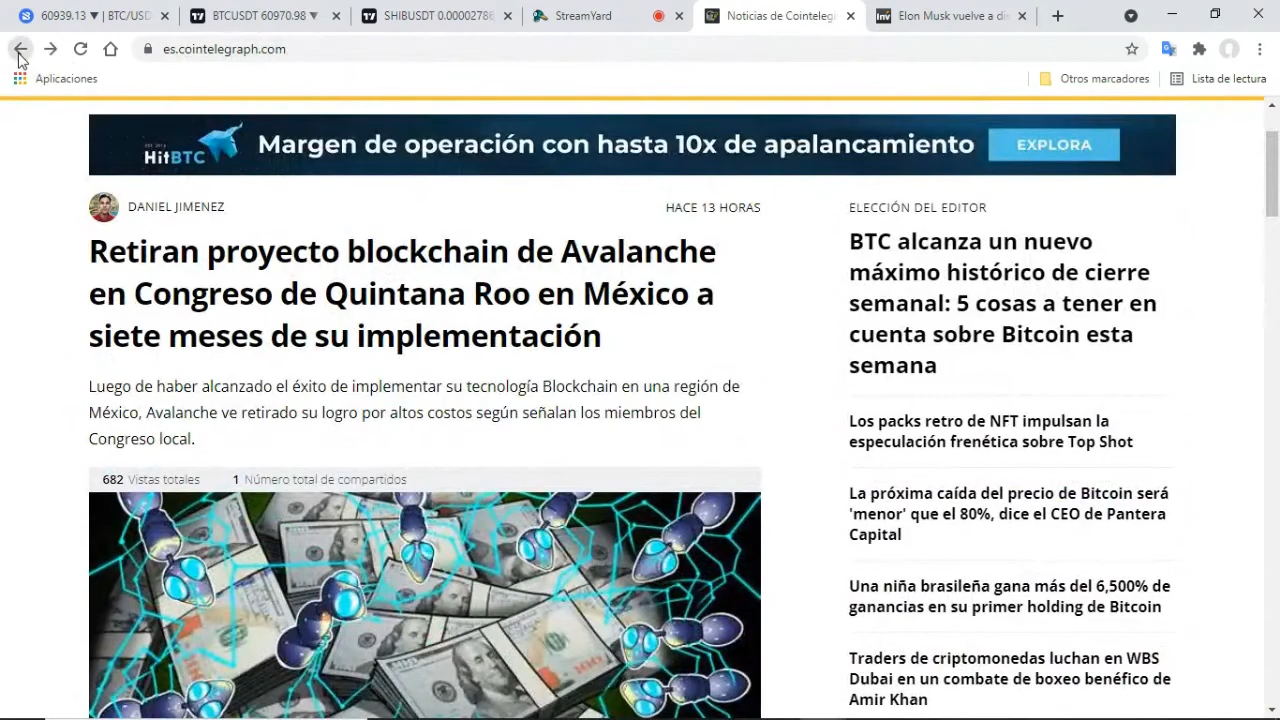 60939.13 ▼ | BTC/USD
BTCUSDT 60970.98 ▼
SHIBUSDT 0.00002786
StreamYard
Noticias de Cointeleg
Elon Musk vuelve a di
es.cointelegraph.com
Aplicaciones
Otros marcadores
Lista de lectura
HitBTC
Margen de operación con hasta 10x de apalancamiento
EXPLORA
DANIEL JIMENEZ
HACE 13 HORAS
Retiran proyecto blockchain de Avalanche
en Congreso de Quintana Roo en México a
siete meses de su implementación
Luego de haber alcanzado el éxito de implementar su tecnología Blockchain en una región de
México, Avalanche ve retirado su logro por altos costos según señalan los miembros del
Congreso local.
682 Vistas totales
1 Número total de compartidos
ELECCIÓN DEL EDITOR
BTC alcanza un nuevo
máximo histórico de cierre
semanal: 5 cosas a tener en
cuenta sobre Bitcoin esta
semana
Los packs retro de NFT impulsan la
especulación frenética sobre Top Shot
La próxima caída del precio de Bitcoin será
'menor' que el 80%, dice el CEO de Pantera
Capital
Una niña brasileña gana más del 6,500% de
ganancias en su primer holding de Bitcoin
Traders de criptomonedas luchan en WBS
Dubai en un combate de boxeo benéfico de
Amir Khan